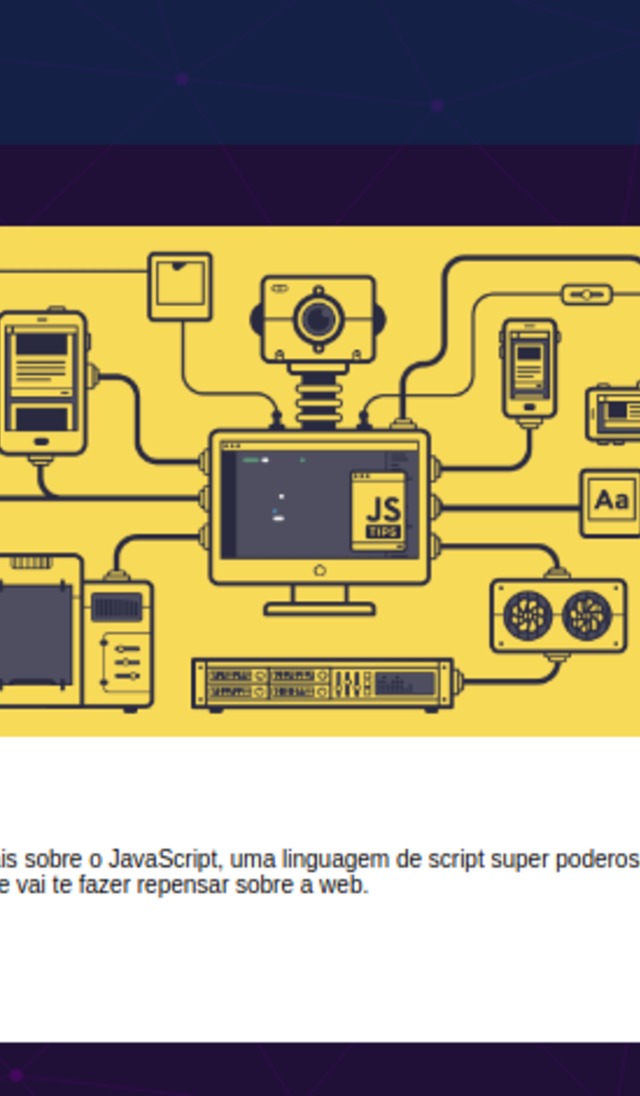 JS
TIPS
Aa
is sobre o JavaScript, uma linguagem de script super poderos
e vai te fazer repensar sobre a web.